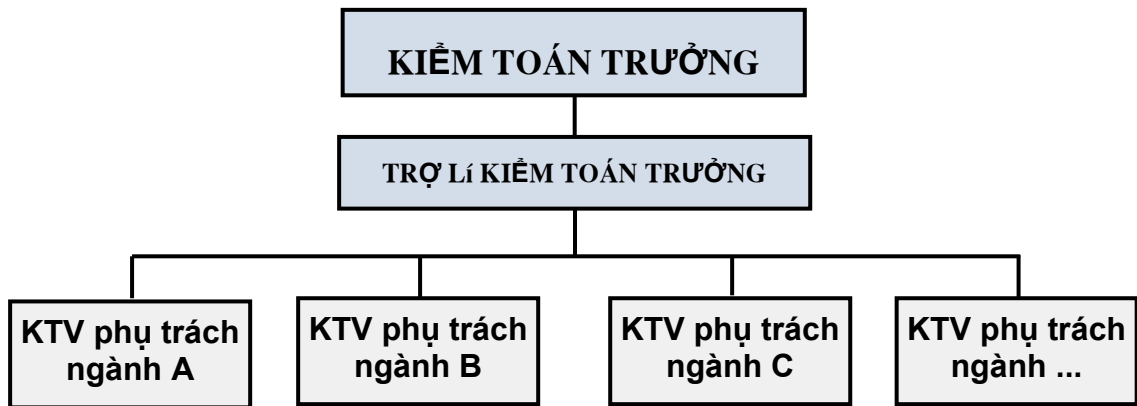 KIỂM TOÁN TRƯỞNG
TRỢ Lí KIỂM TOÁN TRƯỞNG
KTV phụ trách
ngành A
KTV phụ trách
ngành B
KTV phụ trách
ngành C
KTV phụ trách
ngành ...